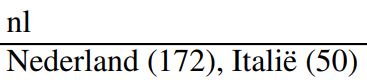 nl
Nederland (172), Italië (50)